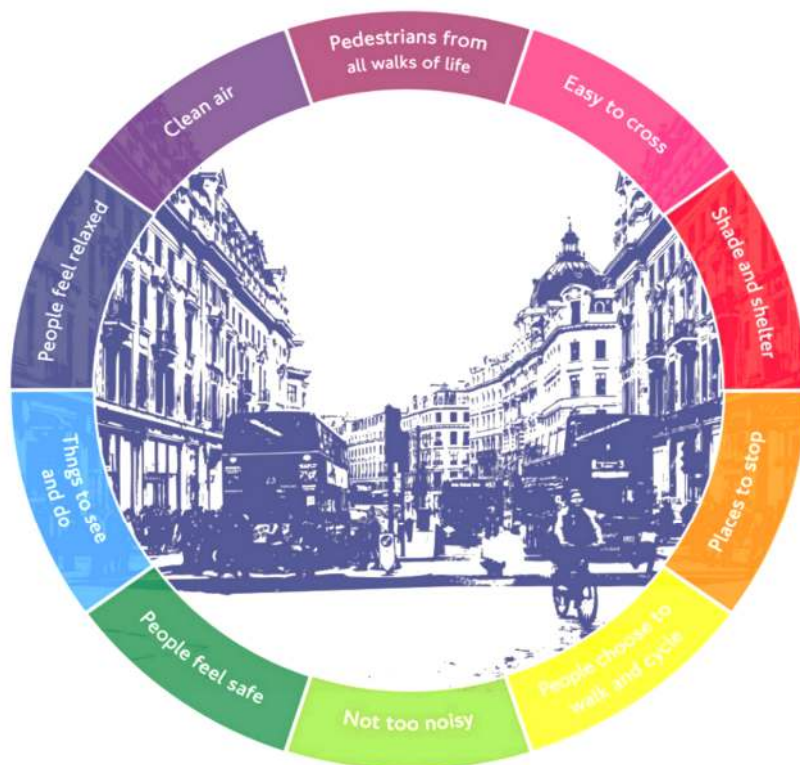 Pedestrians from
all walks of life
Easy to cross
Shade and shelter
Places to stop
People choose to
walk and cycle
Not too noisy
People feel safe
Thngs to see
and do
People feel relaxed
Clean air